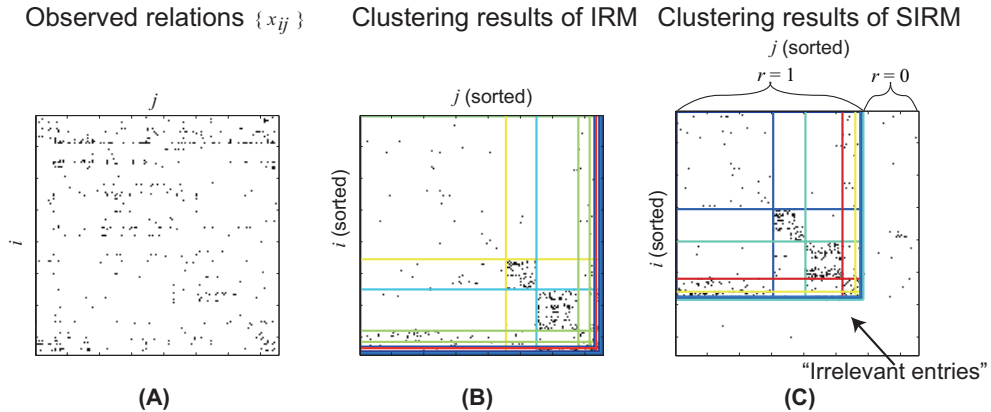 Observed relations { x_ij }
Clustering results of IRM
Clustering results of SIRM
j
j (sorted)
j (sorted)
r = 1
r = 0
i
i (sorted)
i (sorted)
“Irrelevant entries”
(A)
(B)
(C)